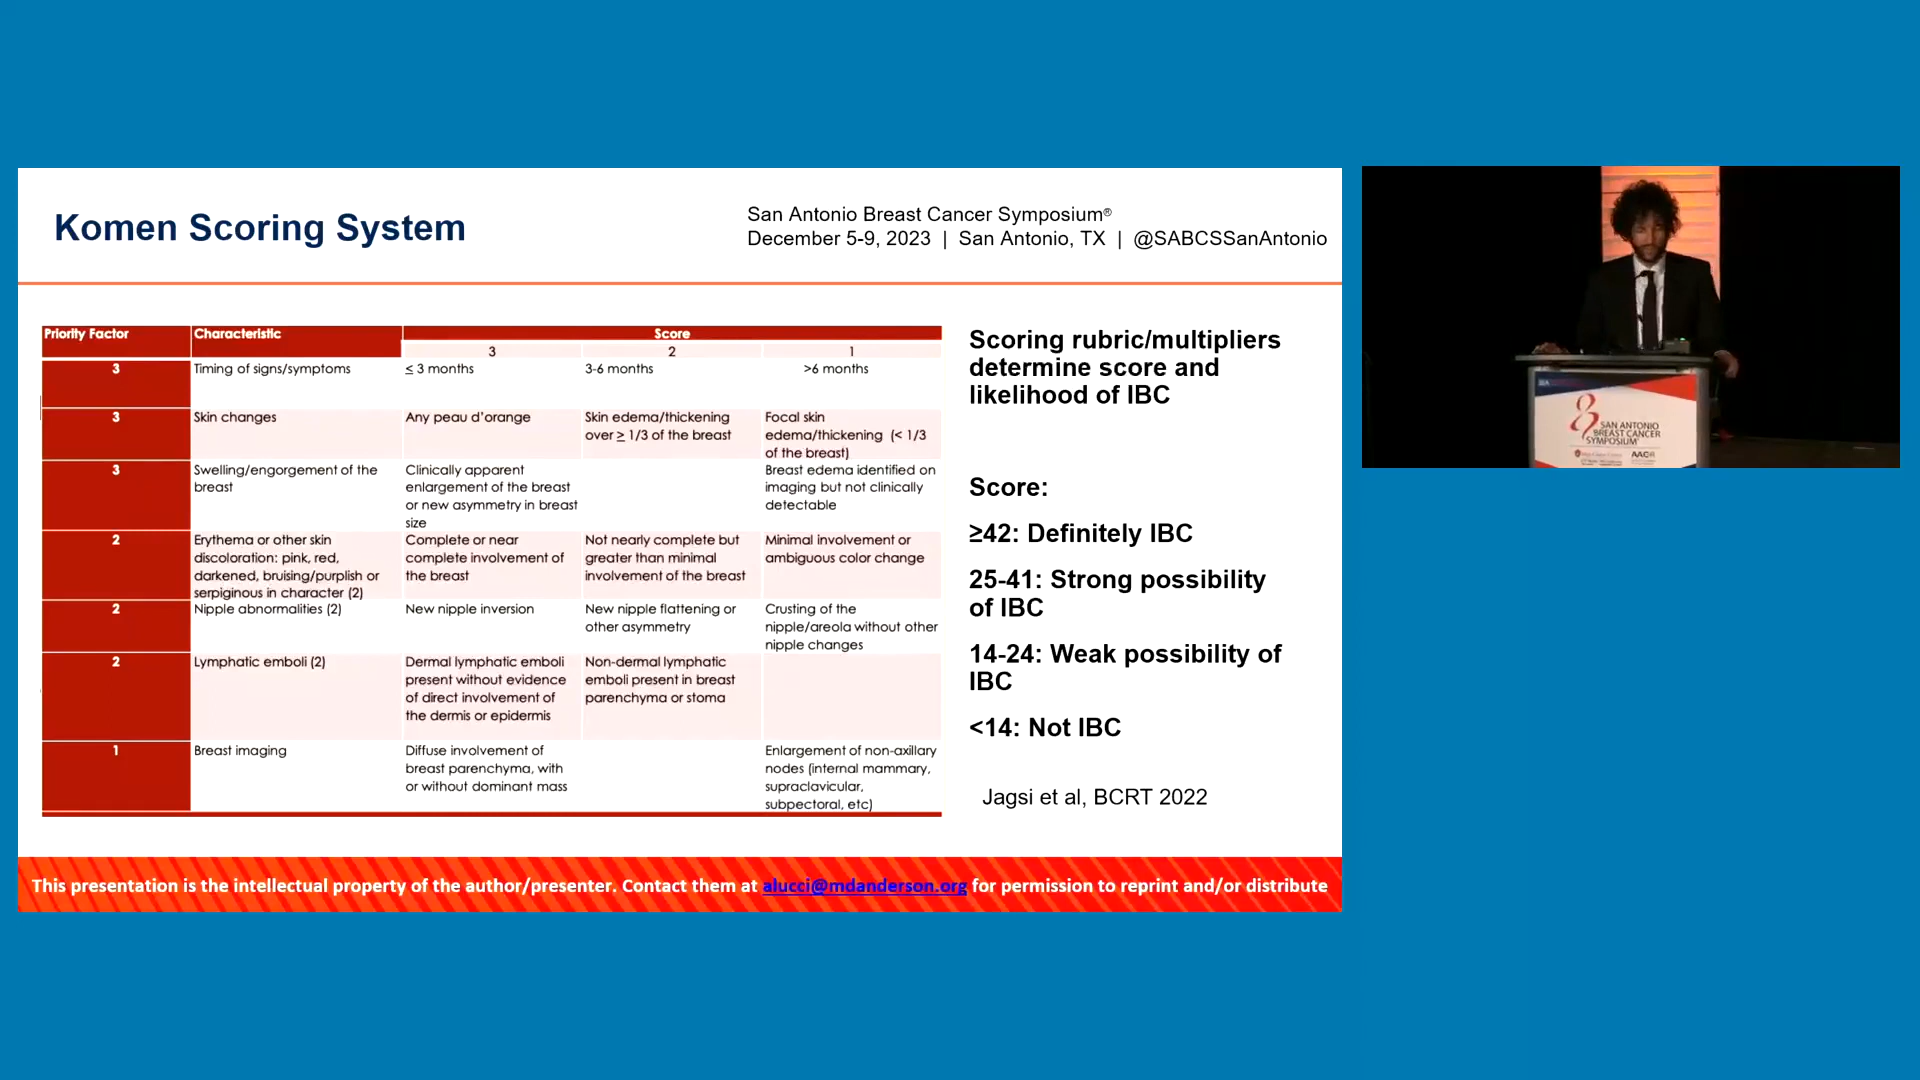 Komen Scoring System
San Antonio Breast Cancer Symposium®
December 5-9, 2023 | San Antonio, TX | @SABCSSanAntonio
Priority Factor Characteristic Score
3 2 1
3 Timing of signs/symptoms ≤ 3 months 3-6 months >6 months
3 Skin changes Any peau d’orange Skin edema/thickening Focal skin
over ≥ 1/3 of the breast edema/thickening (< 1/3
of the breast)
3 Swelling/engorgement of the Clinically apparent Breast edema identified on
breast enlargement of the breast imaging but not clinically
or new asymmetry in breast detectable
size
2 Erythema or other skin Complete or near Not nearly complete but Minimal involvement or
discoloration: pink, red, complete involvement of greater than minimal ambiguous color change
darkened, bruising/purplish or the breast involvement of the breast
serpiginous in character (2)
2 Nipple abnormalities (2) New nipple inversion New nipple flattening or Crusting of the
other asymmetry nipple/areola without other
nipple changes
2 Lymphatic emboli (2) Dermal lymphatic emboli Non-dermal lymphatic
present without evidence emboli present in breast
of direct involvement of parenchyma or stoma
the dermis or epidermis
1 Breast imaging Diffuse involvement of Enlargement of non-axillary
breast parenchyma, with nodes (internal mammary,
or without dominant mass supraclavicular,
subpectoral, etc)
Scoring rubric/multipliers
determine score and
likelihood of IBC
Score:
≥42: Definitely IBC
25-41: Strong possibility
of IBC
14-24: Weak possibility of
IBC
<14: Not IBC
Jagsi et al, BCRT 2022
This presentation is the intellectual property of the author/presenter. Contact them at alucci@mdanderson.org for permission to reprint and/or distribute
SAN ANTONIO
BREAST CANCER
SYMPOSIUM
AACR